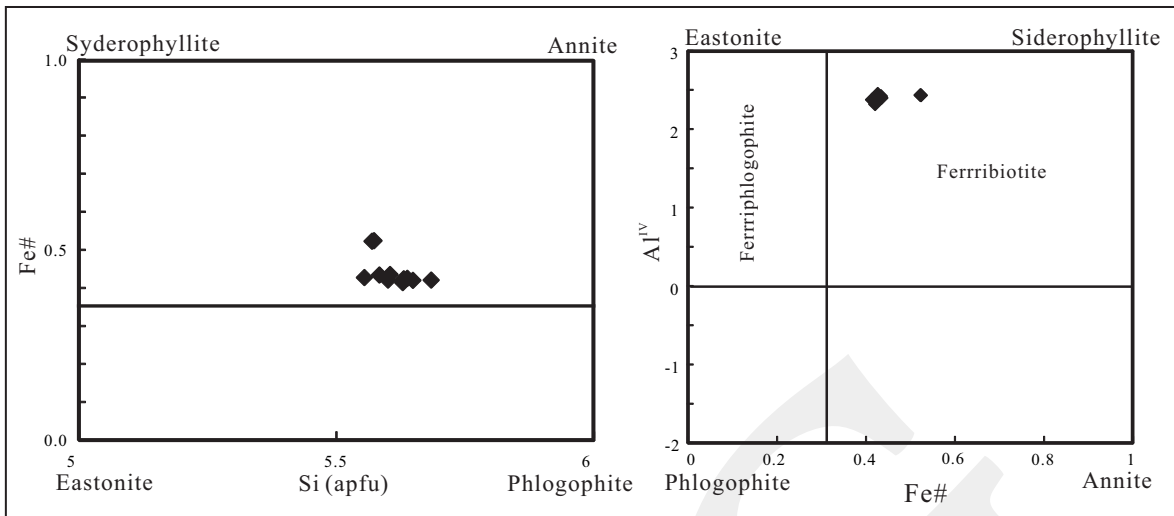 Syderophyllite Annite
1.0
0.5
0.0
Fe#
5 5.5 6
Eastonite Si (apfu) Phlogophite
Eastonite Siderophyllite
3
2
1
0
-1
-2
Al^IV
Ferrriphlogophite
Ferrribiotite
0 0.2 0.4 0.6 0.8 1
Phlogophite Fe# Annite